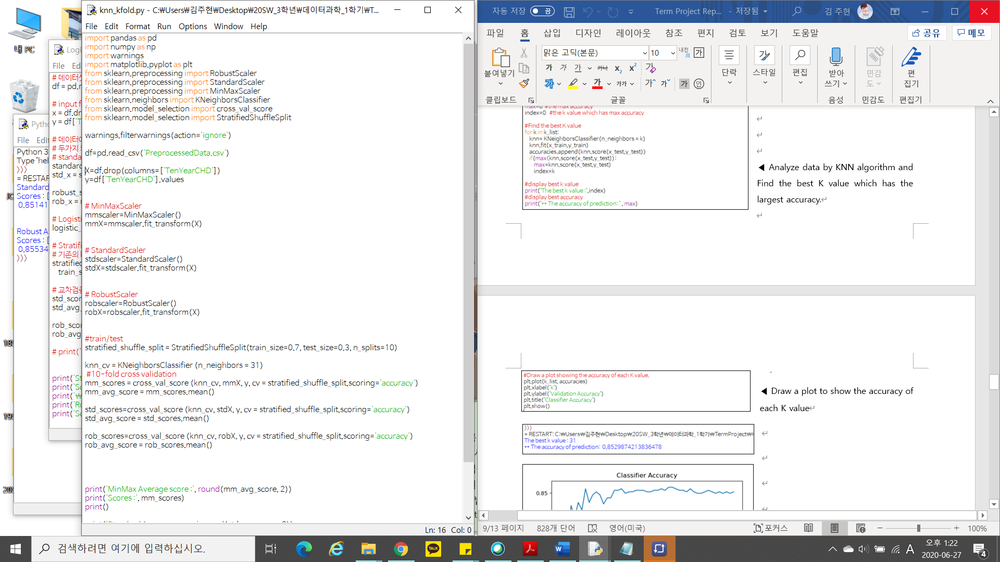 내 PC
Python 3
Type "hel
>>>
= RESTAR
Scores : [
0.85141
Robust A
Scores : [
0.85534
>>>
File
# input f
x = df.dr
y = df['T
# standa
standard
std_x = s
robust_s
rob_x = r
# Logisti
logistic_
# Stratifi
# 기존의
stratified
train_s
# 교차검증
std_scor
std_avg
rob_scor
rob_avg
# print('
print('St
print('Sc
print('₩
print('Ro
print('Sc
knn_kfold.py - C:₩Users₩김주현₩Desktop₩20SW_3학년₩데이터과학_1학기₩T...
File Edit Format Run Options Window Help
import pandas as pd
import numpy as np
import warnings
import matplotlib.pyplot as plt
from sklearn.preprocessing import RobustScaler
from sklearn.preprocessing import StandardScaler
from sklearn.preprocessing import MinMaxScaler
from sklearn.neighbors import KNeighborsClassifier
from sklearn.model_selection import cross_val_score
from sklearn.model_selection import StratifiedShuffleSplit
warnings.filterwarnings(action='ignore')
df=pd.read_csv('PreprocessedData.csv')
X=df.drop(columns=['TenYearCHD'])
y=df['TenYearCHD'].values
# MinMaxScaler
mmscaler=MinMaxScaler()
mmX=mmscaler.fit_transform(X)
# StandardScaler
stdscaler=StandardScaler()
stdX=stdscaler.fit_transform(X)
# RobustScaler
robscaler=RobustScaler()
robX=robscaler.fit_transform(X)
#train/test
stratified_shuffle_split = StratifiedShuffleSplit(train_size=0.7, test_size=0.3, n_splits=10)
knn_cv = KNeighborsClassifier (n_neighbors = 31)
#10-fold cross validation
mm_scores = cross_val_score (knn_cv, mmX, y, cv = stratified_shuffle_split,scoring='accuracy')
mm_avg_score = mm_scores.mean()
std_scores=cross_val_score (knn_cv, stdX, y, cv = stratified_shuffle_split,scoring='accuracy')
std_avg_score = std_scores.mean()
rob_scores=cross_val_score (knn_cv, robX, y, cv = stratified_shuffle_split,scoring='accuracy')
rob_avg_score = rob_scores.mean()
print('MinMax Average score :', round(mm_avg_score, 2))
print('Scores :', mm_scores)
print()
Ln: 16 Col: 0
자동 저장 끔 Term Project Rep... - 저장됨 김 주현
파일 홈 삽입 디자인 레이아웃 참조 편지 검토 보기 도움말 공유 메모
맑은 고딕(본문) 10
붙여넣기 단락 스타일 편집 받아쓰기 민감도 편집기
클립보드 글꼴 음성 민감도 편집기
max=0 #the max accuracy
index=0 #the k value which has max accuracy
#Find the best K value
for k in k_list:
knn= KNeighborsClassifier(n_neighbors = k)
knn.fit(x_train,y_train)
accuracies.append(knn.score(x_test,y_test))
if(max<knn.score(x_test,y_test)):
max=knn.score(x_test,y_test)
index=k
#display best k value
print("The best k value :",index)
#display best accuracy
print("** The accuracy of prediction: ", max)
◀ Analyze data by KNN algorithm and
Find the best K value which has the
largest accuracy.
#Draw a plot showing the accuracy of each K value.
plt.plot(k_list, accuracies)
plt.xlabel("k")
plt.ylabel("Validation Accuracy")
plt.title("Classifier Accuracy")
plt.show()
◀ Draw a plot to show the accuracy of
each K value
>>>
= RESTART: C:₩Users₩김주현₩Desktop₩20SW_3학년₩데이터과학_1학기₩TermProject₩
The best k value : 31
** The accuracy of prediction: 0.8529874213836478
Classifier Accuracy
0.85
9/13 페이지 828개 단어 영어(미국) 포커스 100%
검색하려면 여기에 입력하십시오.
TALK
A
오후 1:22
2020-06-27
4